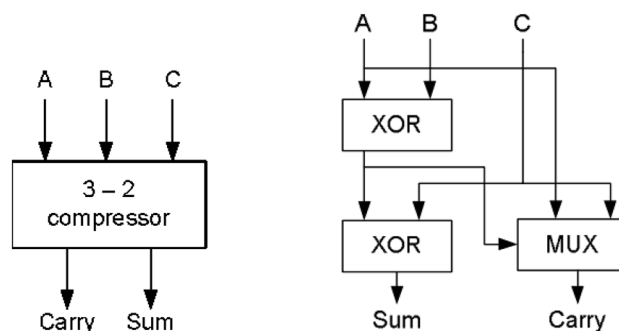 A B C
3 – 2
compressor
Carry Sum
A B C
XOR
XOR
MUX
Sum
Carry